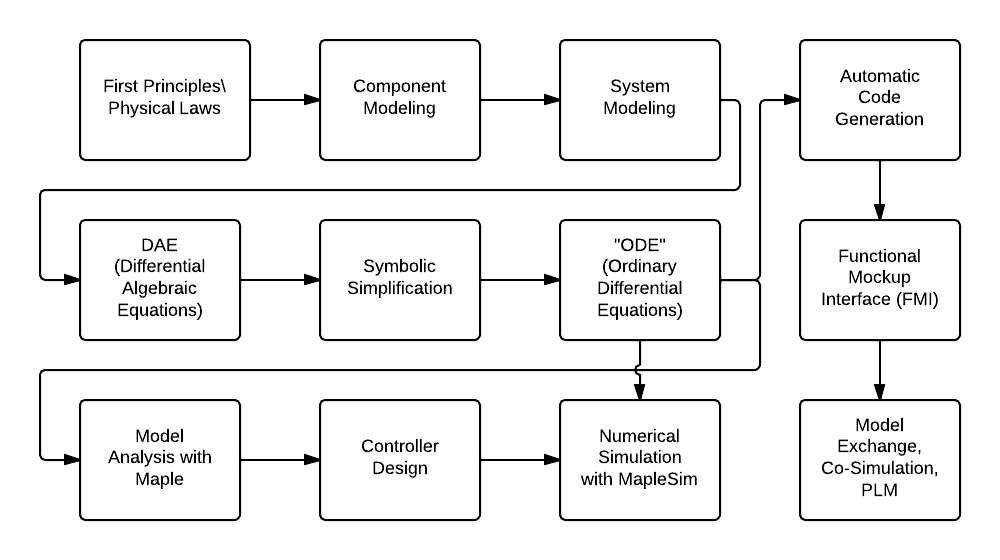 First Principles\
Physical Laws
Component
Modeling
System
Modeling
Automatic
Code
Generation
DAE
(Differential
Algebraic
Equations)
Symbolic
Simplification
"ODE"
(Ordinary
Differential
Equations)
Functional
Mockup
Interface (FMI)
Model
Analysis with
Maple
Controller
Design
Numerical
Simulation
with MapleSim
Model
Exchange,
Co-Simulation,
PLM